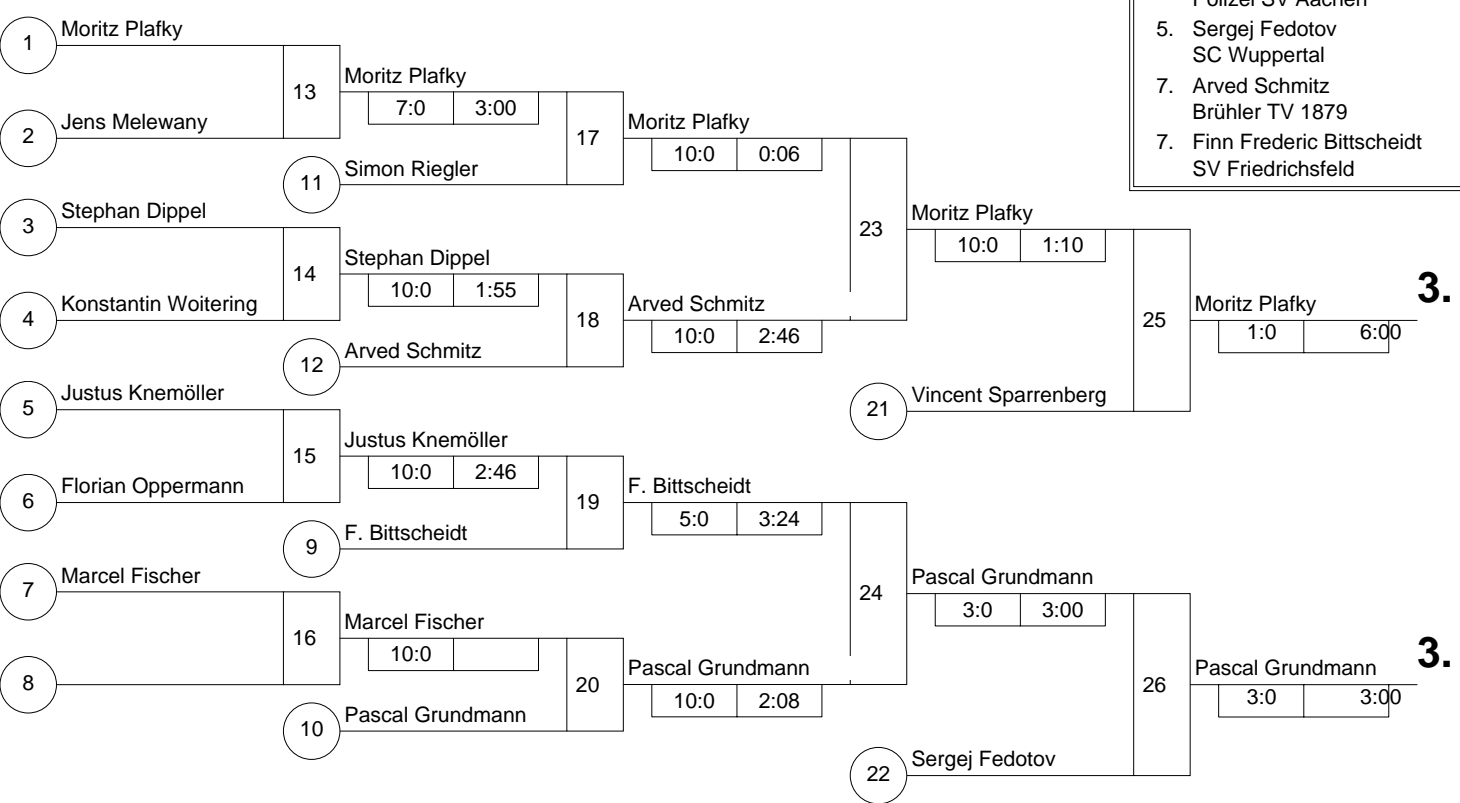 Polizei SV Aachen
5. Sergej Fedotov
SC Wuppertal
7. Arved Schmitz
Brühler TV 1879
7. Finn Frederic Bittscheidt
SV Friedrichsfeld
1 Moritz Plafky
13
Moritz Plafky
7:0 3:00
2 Jens Melewany
17
Moritz Plafky
10:0 0:06
11 Simon Riegler
3 Stephan Dippel
23
Moritz Plafky
10:0 1:10
14
Stephan Dippel
10:0 1:55
4 Konstantin Woitering
18
Arved Schmitz
10:0 2:46
12 Arved Schmitz
25
Moritz Plafky
1:0 6:00
3.
5 Justus Knemöller
21 Vincent Sparrenberg
15
Justus Knemöller
10:0 2:46
6 Florian Oppermann
19
F. Bittscheidt
5:0 3:24
9 F. Bittscheidt
7 Marcel Fischer
24
Pascal Grundmann
3:0 3:00
16
Marcel Fischer
10:0
8
20
Pascal Grundmann
10:0 2:08
10 Pascal Grundmann
26
Pascal Grundmann
3:0 3:00
3.
22 Sergej Fedotov